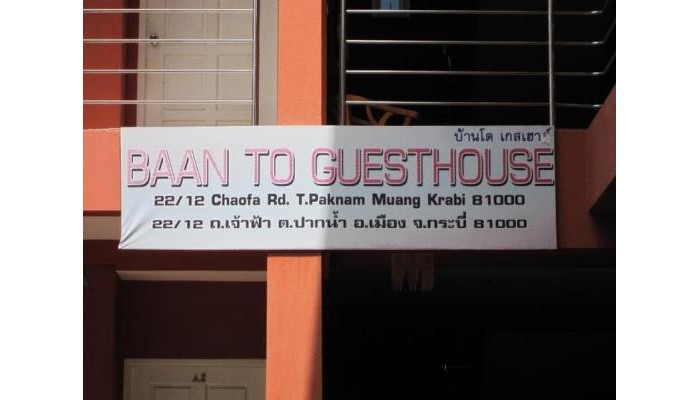 บ้านโต เกสเฮาร์
BAAN TO GUESTHOUSE
22/12 Chaofa Rd. T.Paknam Muang Krabi 81000
22/12 ถ.เจ้าฟ้า ต.ปากน้ำ อ.เมือง จ.กระบี่ 81000
A2